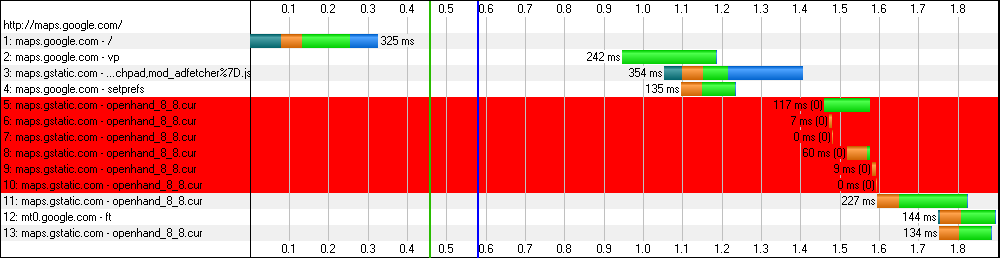 0.1 0.2 0.3 0.4 0.5 0.6 0.7 0.8 0.9 1.0 1.1 1.2 1.3 1.4 1.5 1.6 1.7 1.8
http://maps.google.com/
1: maps.google.com - / 325 ms
2: maps.google.com - vp 242 ms
3: maps.gstatic.com - ...chpad,mod_adfetcher%7D.js 354 ms
4: maps.google.com - setprefs 135 ms
5: maps.gstatic.com - openhand_8_8.cur 117 ms (0)
6: maps.gstatic.com - openhand_8_8.cur 7 ms (0)
7: maps.gstatic.com - openhand_8_8.cur 0 ms (0)
8: maps.gstatic.com - openhand_8_8.cur 60 ms (0)
9: maps.gstatic.com - openhand_8_8.cur 9 ms (0)
10: maps.gstatic.com - openhand_8_8.cur 0 ms (0)
11: maps.gstatic.com - openhand_8_8.cur 227 ms
12: mt0.google.com - ft 144 ms
13: maps.gstatic.com - openhand_8_8.cur 134 ms
0.1 0.2 0.3 0.4 0.5 0.6 0.7 0.8 0.9 1.0 1.1 1.2 1.3 1.4 1.5 1.6 1.7 1.8